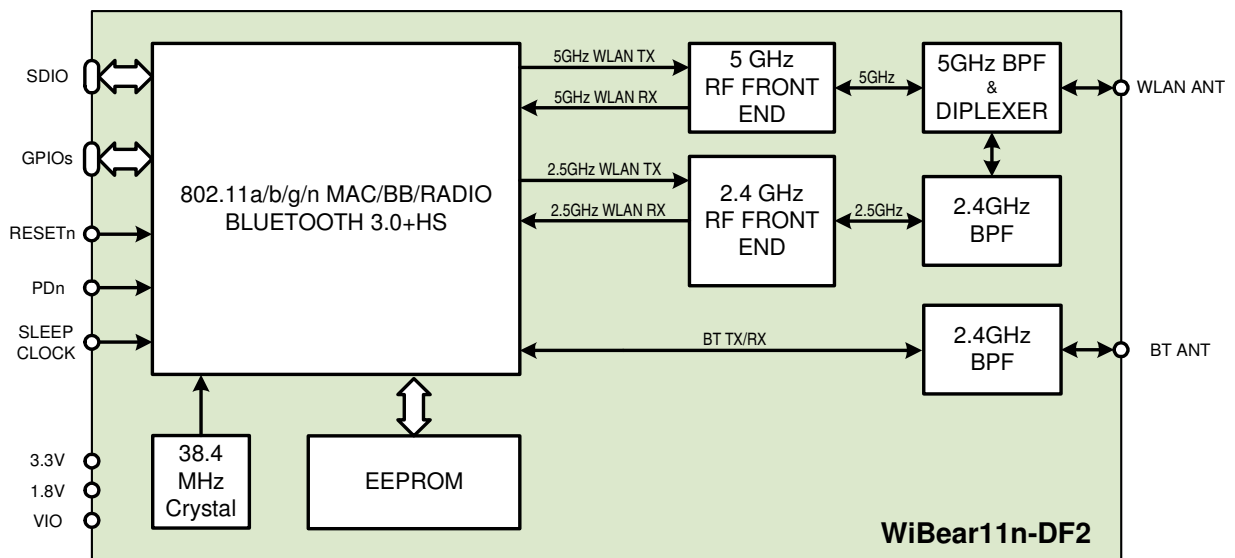 SDIO
GPIOs
RESETn
PDn
SLEEP
CLOCK
3.3V
1.8V
VIO
802.11a/b/g/n MAC/BB/RADIO
BLUETOOTH 3.0+HS
38.4
MHz
Crystal
EEPROM
5GHz WLAN TX
5GHz WLAN RX
2.5GHz WLAN TX
2.5GHz WLAN RX
BT TX/RX
5 GHz
RF FRONT
END
2.4 GHz
RF FRONT
END
5GHz
2.5GHz
5GHz BPF
&
DIPLEXER
2.4GHz
BPF
2.4GHz
BPF
WLAN ANT
BT ANT
WiBear11n-DF2